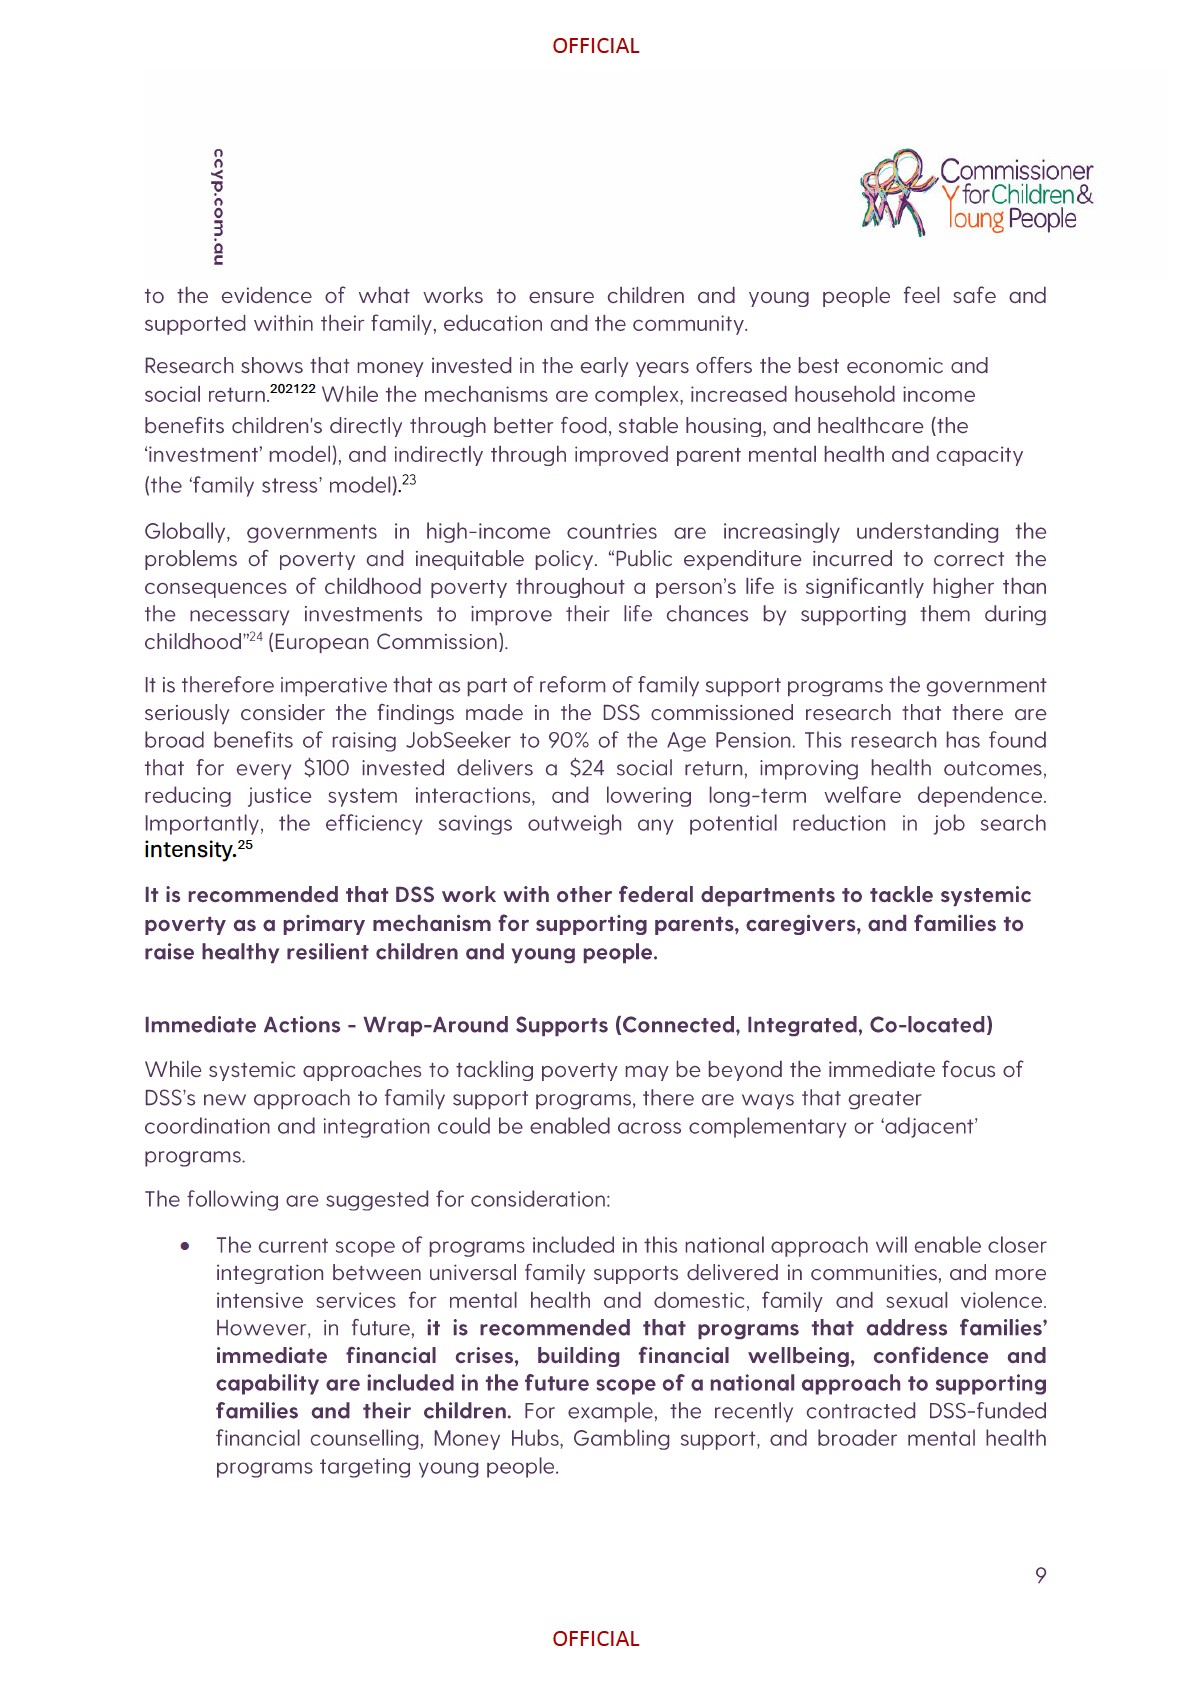 OFFICIAL
ccyp.com.au
Commissioner
for Children &
Young People
to the evidence of what works to ensure children and young people feel safe and
supported within their family, education and the community.
Research shows that money invested in the early years offers the best economic and
social return.202122 While the mechanisms are complex, increased household income
benefits children's directly through better food, stable housing, and healthcare (the
‘investment’ model), and indirectly through improved parent mental health and capacity
(the ‘family stress’ model).23
Globally, governments in high-income countries are increasingly understanding the
problems of poverty and inequitable policy. “Public expenditure incurred to correct the
consequences of childhood poverty throughout a person’s life is significantly higher than
the necessary investments to improve their life chances by supporting them during
childhood”24 (European Commission).
It is therefore imperative that as part of reform of family support programs the government
seriously consider the findings made in the DSS commissioned research that there are
broad benefits of raising JobSeeker to 90% of the Age Pension. This research has found
that for every $100 invested delivers a $24 social return, improving health outcomes,
reducing justice system interactions, and lowering long-term welfare dependence.
Importantly, the efficiency savings outweigh any potential reduction in job search
intensity.25
It is recommended that DSS work with other federal departments to tackle systemic
poverty as a primary mechanism for supporting parents, caregivers, and families to
raise healthy resilient children and young people.
Immediate Actions - Wrap-Around Supports (Connected, Integrated, Co-located)
While systemic approaches to tackling poverty may be beyond the immediate focus of
DSS’s new approach to family support programs, there are ways that greater
coordination and integration could be enabled across complementary or ‘adjacent’
programs.
The following are suggested for consideration:
• The current scope of programs included in this national approach will enable closer
integration between universal family supports delivered in communities, and more
intensive services for mental health and domestic, family and sexual violence.
However, in future, it is recommended that programs that address families’
immediate financial crises, building financial wellbeing, confidence and
capability are included in the future scope of a national approach to supporting
families and their children. For example, the recently contracted DSS-funded
financial counselling, Money Hubs, Gambling support, and broader mental health
programs targeting young people.
9
OFFICIAL